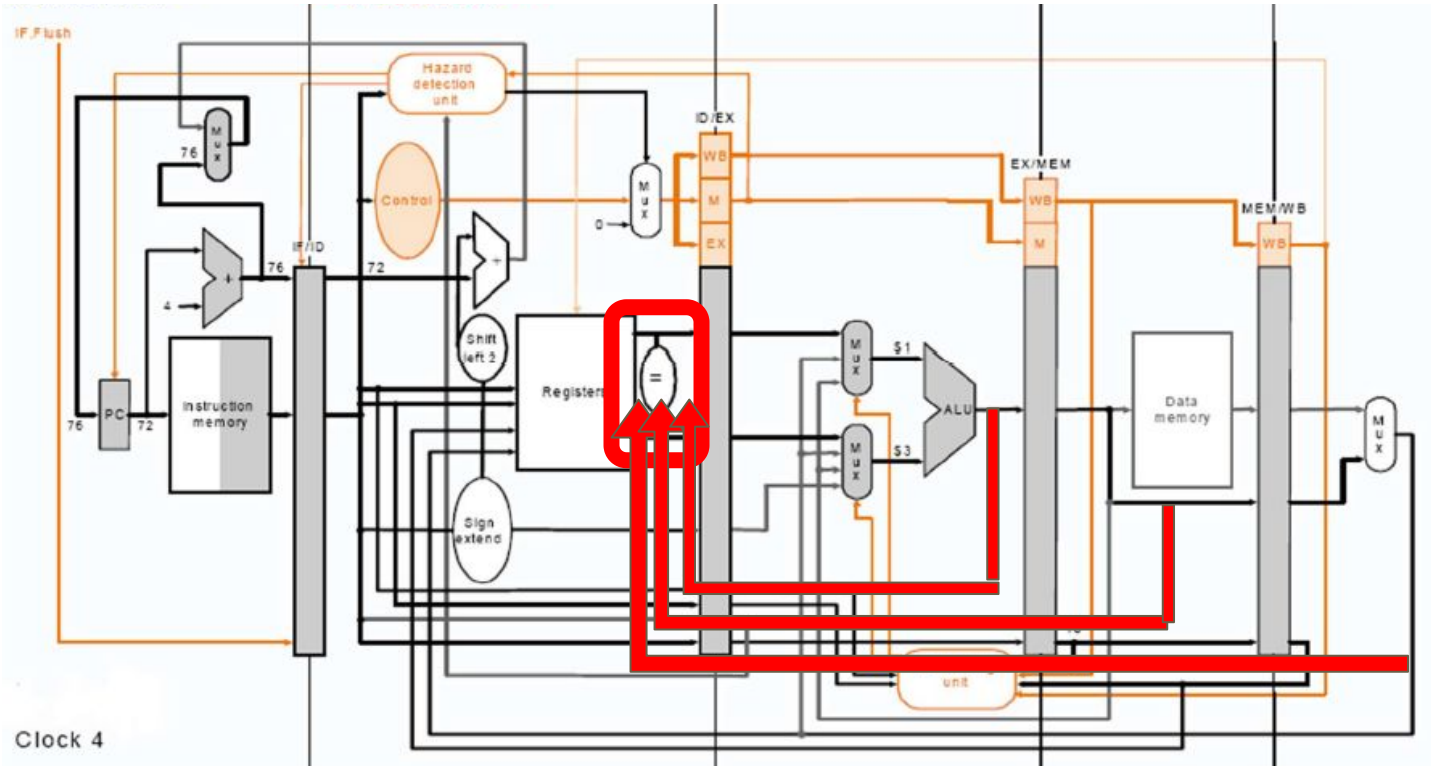 IF.Flush
Hazard
detection
unit
ID/EX
M
u
x
76
WB
EX/MEM
Control
M
u
x
M
WB
MEM/WB
0
EX
M
WB
IF/ID
+
76
72
+
4
Shift
left 2
M
u
x
$1
=
Registers
Instruction
memory
PC
76
72
ALU
Data
memory
M
u
x
M
u
x
$3
Sign
extend
unit
Clock 4